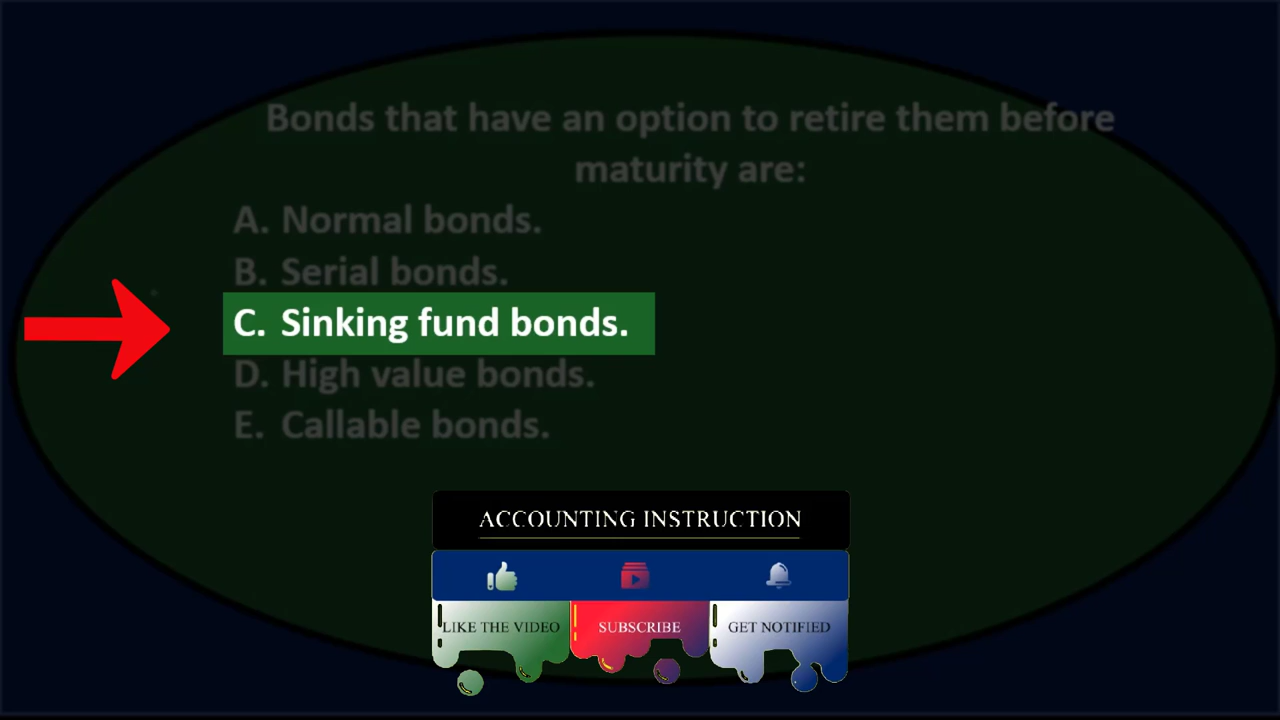 Bonds that have an option to retire them before
maturity are:
A. Normal bonds.
B. Serial bonds.
C. Sinking fund bonds.
D. High value bonds.
E. Callable bonds.
ACCOUNTING INSTRUCTION
LIKE THE VIDEO SUBSCRIBE GET NOTIFIED